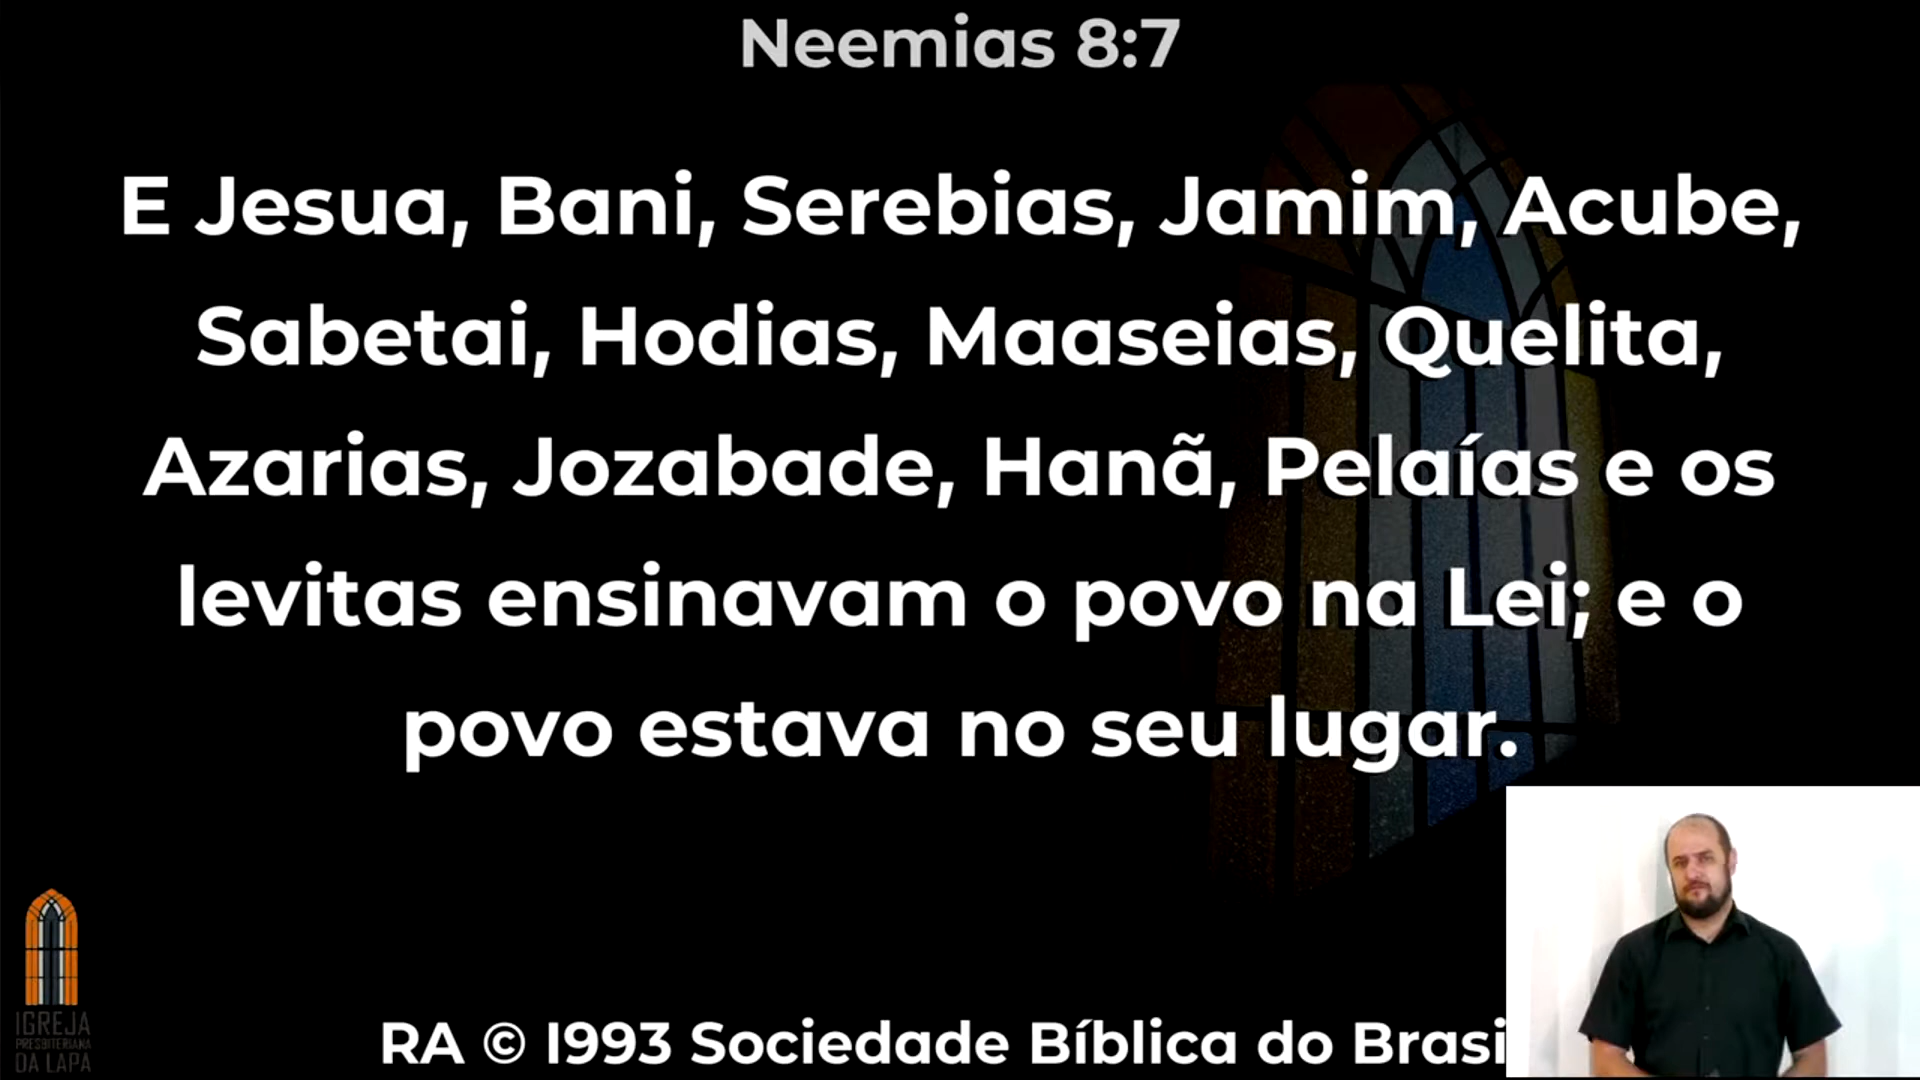 Neemias 8:7
E Jesua, Bani, Serebias, Jamim, Acube,
Sabetai, Hodias, Maaseias, Quelita,
Azarias, Jozabade, Hanã, Pelaías e os
levitas ensinavam o povo na Lei; e o
povo estava no seu lugar.
IGREJA
PRESBITERIANA
DA LAPA
RA © 1993 Sociedade Bíblica do Brasi